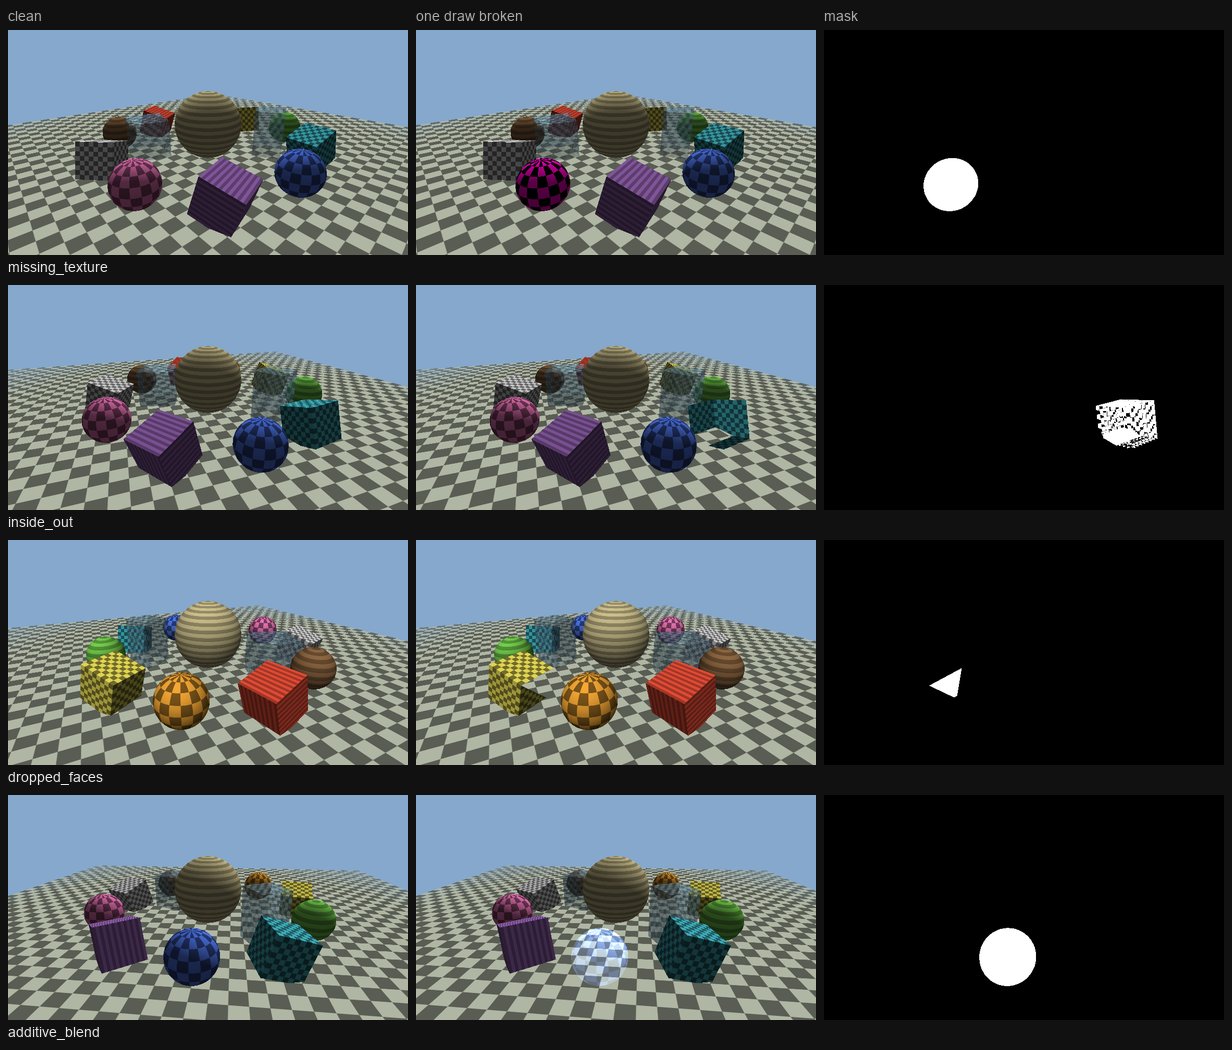 clean one draw broken mask
missing_texture
inside_out
dropped_faces
additive_blend